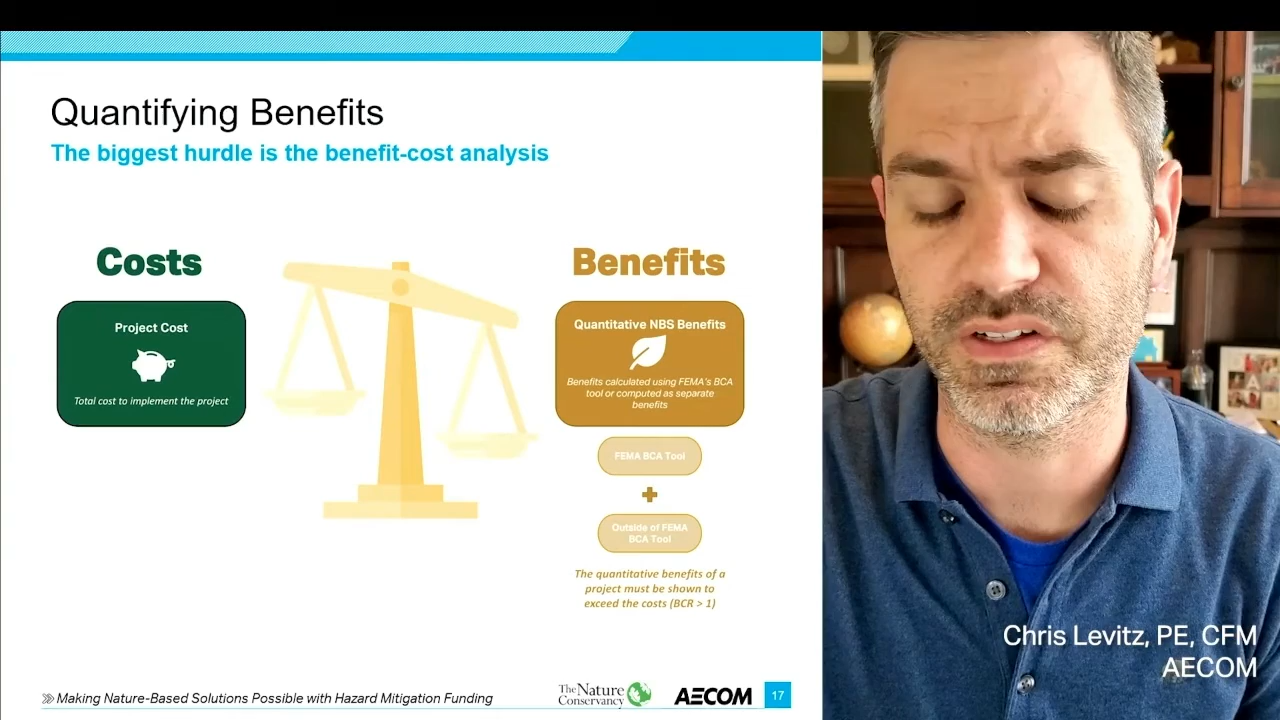 Quantifying Benefits
The biggest hurdle is the benefit-cost analysis
Costs
Project Cost
Total cost to implement the project
Benefits
Quantitative NBS Benefits
Benefits calculated using FEMA's BCA
tool or computed as separate
benefits
FEMA BCA Tool
+
Outside of FEMA
BCA Tool
The quantitative benefits of a
project must be shown to
exceed the costs (BCR > 1)
Making Nature-Based Solutions Possible with Hazard Mitigation Funding
The Nature
Conservancy
AECOM
17
Chris Levitz, PE, CFM
AECOM